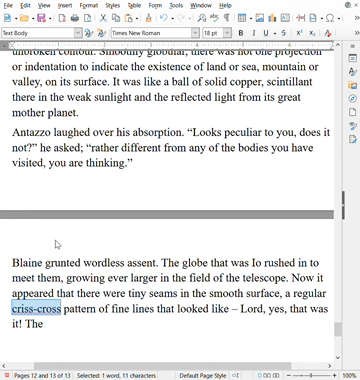 File Edit View Insert Format Styles Table Form Tools Window Help
Text Body Times New Roman 18 pt
unbroken contour. Smoothly globular, there was not one projection
or indentation to indicate the existence of land or sea, mountain or
valley, on its surface. It was like a ball of solid copper, scintillant
there in the weak sunlight and the reflected light from its great
mother planet.
Antazzo laughed over his absorption. “Looks peculiar to you, does it
not?” he asked; “rather different from any of the bodies you have
visited, you are thinking.”
Blaine grunted wordless assent. The globe that was Io rushed in to
meet them, growing ever larger in the field of the telescope. Now it
appeared that there were tiny seams in the smooth surface, a regular
criss-cross pattern of fine lines that looked like – Lord, yes, that was
it! The
Pages 12 and 13 of 13 Selected: 1 word, 11 characters Default Page Style 100%